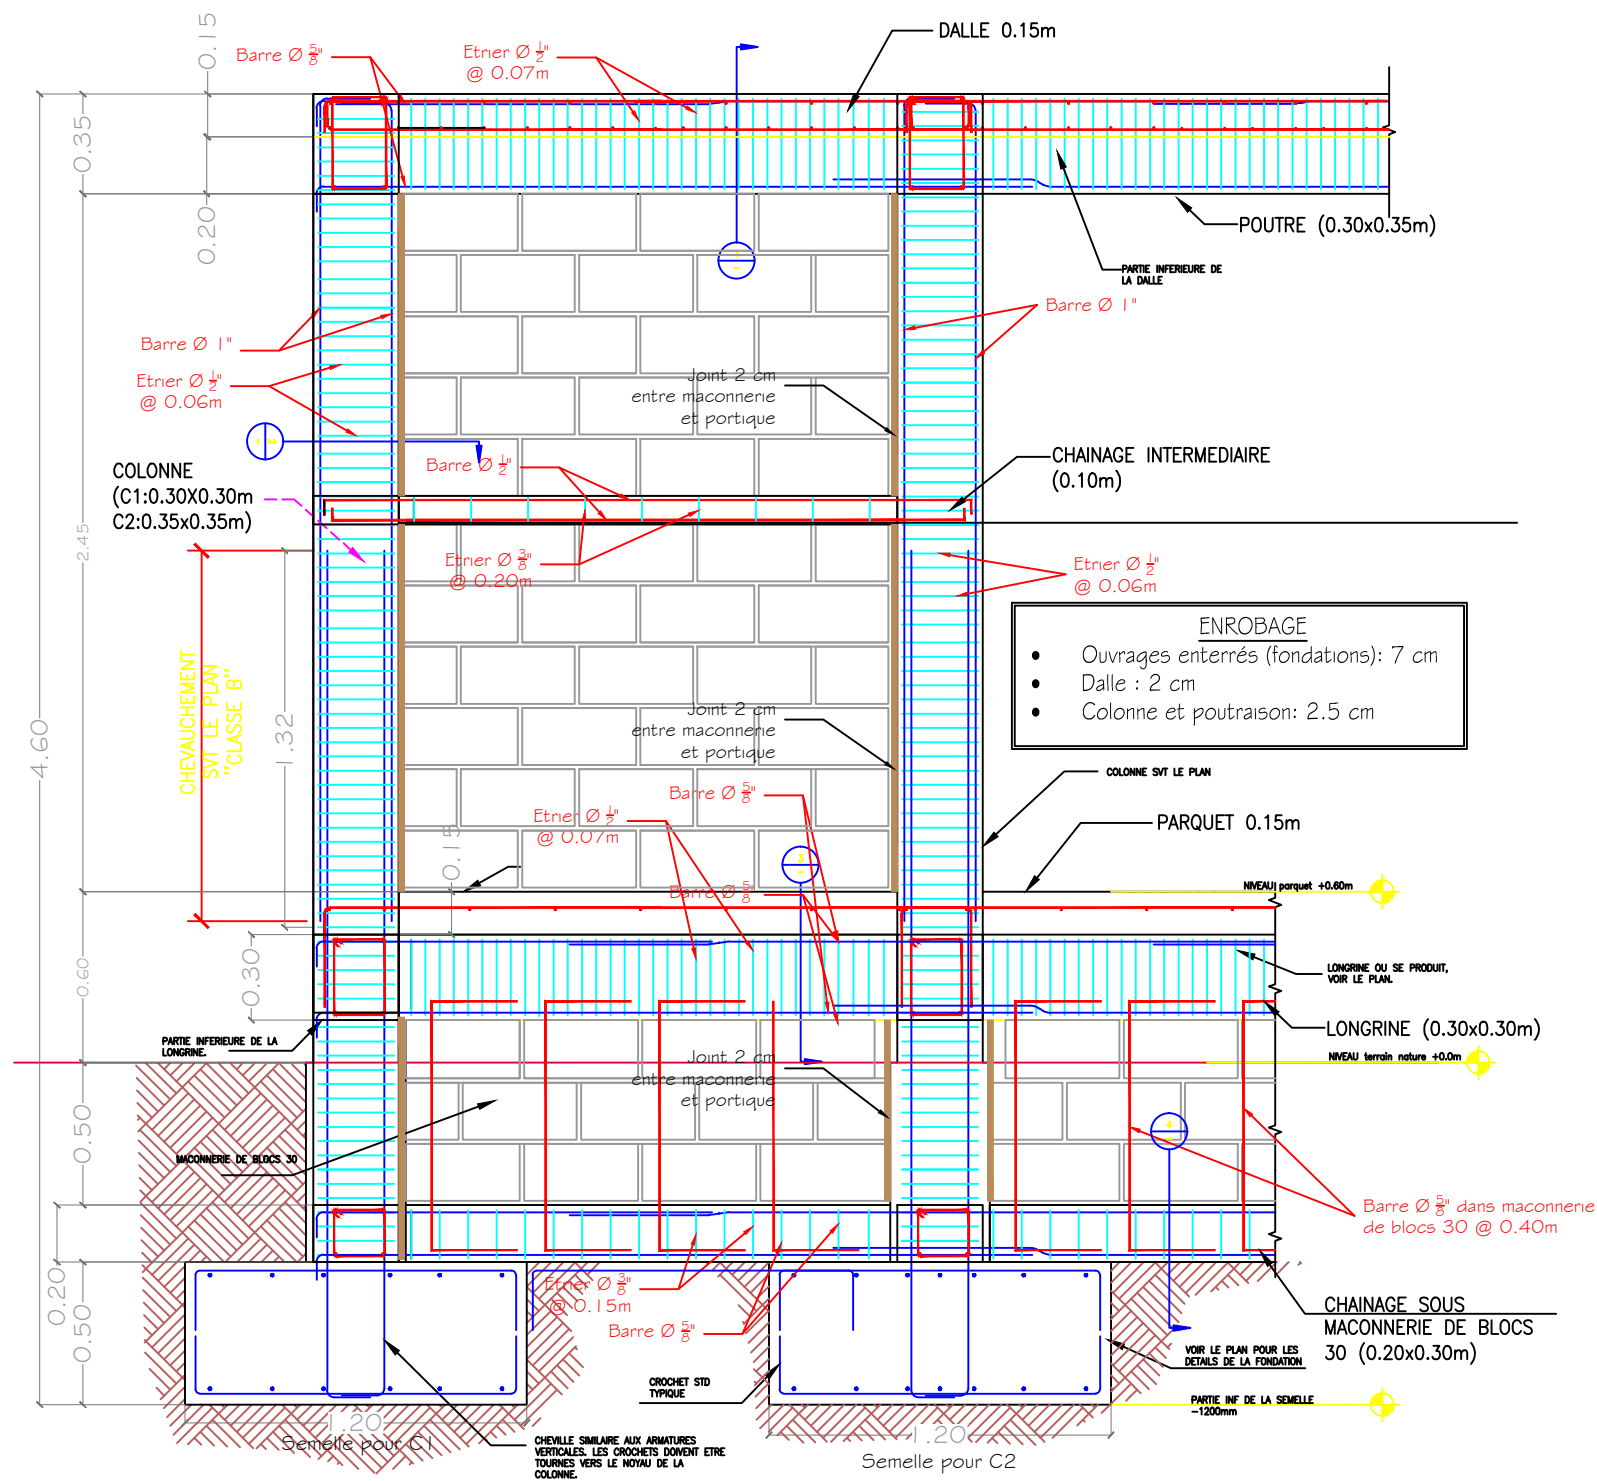 0.15
Barre Ø 5/8"
Etrier Ø 1/2"
@ 0.07m
DALLE 0.15m
0.35
0.20
POUTRE (0.30x0.35m)
PARTIE INFERIEURE DE
LA DALLE
1
Barre Ø 1"
Barre Ø 1"
Etrier Ø 1/2"
@ 0.06m
Joint 2 cm
entre maconnerie
et portique
2
COLONNE
(C1:0.30X0.30m
C2:0.35x0.35m)
Barre Ø 1/2"
CHAINAGE INTERMEDIAIRE
(0.10m)
2.45
Etrier Ø 3/8"
@ 0.20m
Etrier Ø 1/2"
@ 0.06m
ENROBAGE
• Ouvrages enterrés (fondations): 7 cm
• Dalle : 2 cm
• Colonne et poutraison: 2.5 cm
CHEVAUCHEMENT
SVT LE PLAN
"CLASSE B"
1.32
4.60
Joint 2 cm
entre maconnerie
et portique
COLONNE SVT LE PLAN
Barre Ø 5/8"
Etrier Ø 1/2"
@ 0.07m
PARQUET 0.15m
0.15
3
Barre Ø 5/8"
NIVEAU parquet +0.60m
0.60
0.30
LONGRINE OU SE PRODUIT,
VOIR LE PLAN.
LONGRINE (0.30x0.30m)
PARTIE INFERIEURE DE LA
LONGRINE.
NIVEAU terrain nature +0.0m
Joint 2 cm
entre maconnerie
et portique
0.50
4
MACONNERIE DE BLOCS 30
Barre Ø 5/8" dans maconnerie
de blocs 30 @ 0.40m
0.20
0.50
Etrier Ø 3/8"
@ 0.15m
Barre Ø 5/8"
CHAINAGE SOUS
MACONNERIE DE BLOCS
30 (0.20x0.30m)
VOIR LE PLAN POUR LES
DETAILS DE LA FONDATION
CROCHET STD
TYPIQUE
PARTIE INF DE LA SEMELLE
-1200mm
1.20
Semelle pour C1
1.20
Semelle pour C2
CHEVILLE SIMILAIRE AUX ARMATURES
VERTICALES. LES CROCHETS DOIVENT ETRE
TOURNES VERS LE NOYAU DE LA
COLONNE.